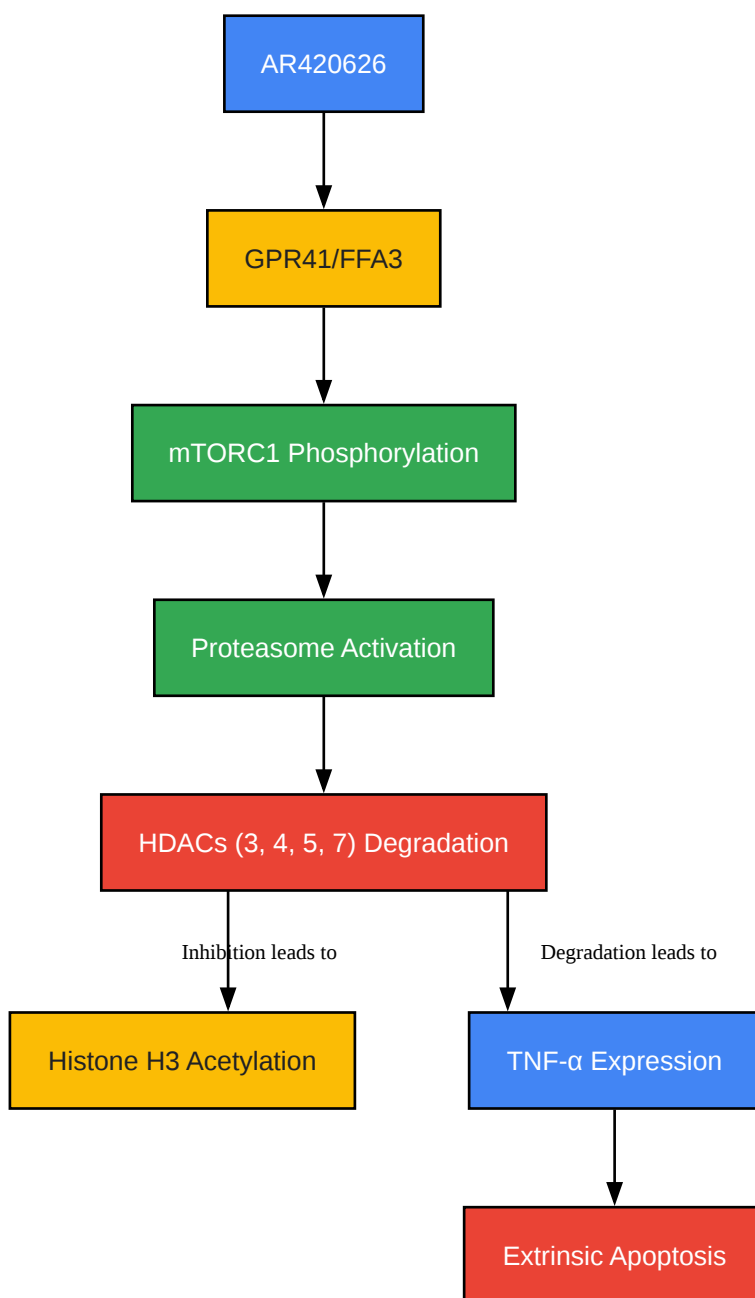 AR420626
GPR41/FFA3
mTORC1 Phosphorylation
Proteasome Activation
HDACs (3, 4, 5, 7) Degradation
Inhibition leads to
Degradation leads to
Histone H3 Acetylation
TNF-α Expression
Extrinsic Apoptosis